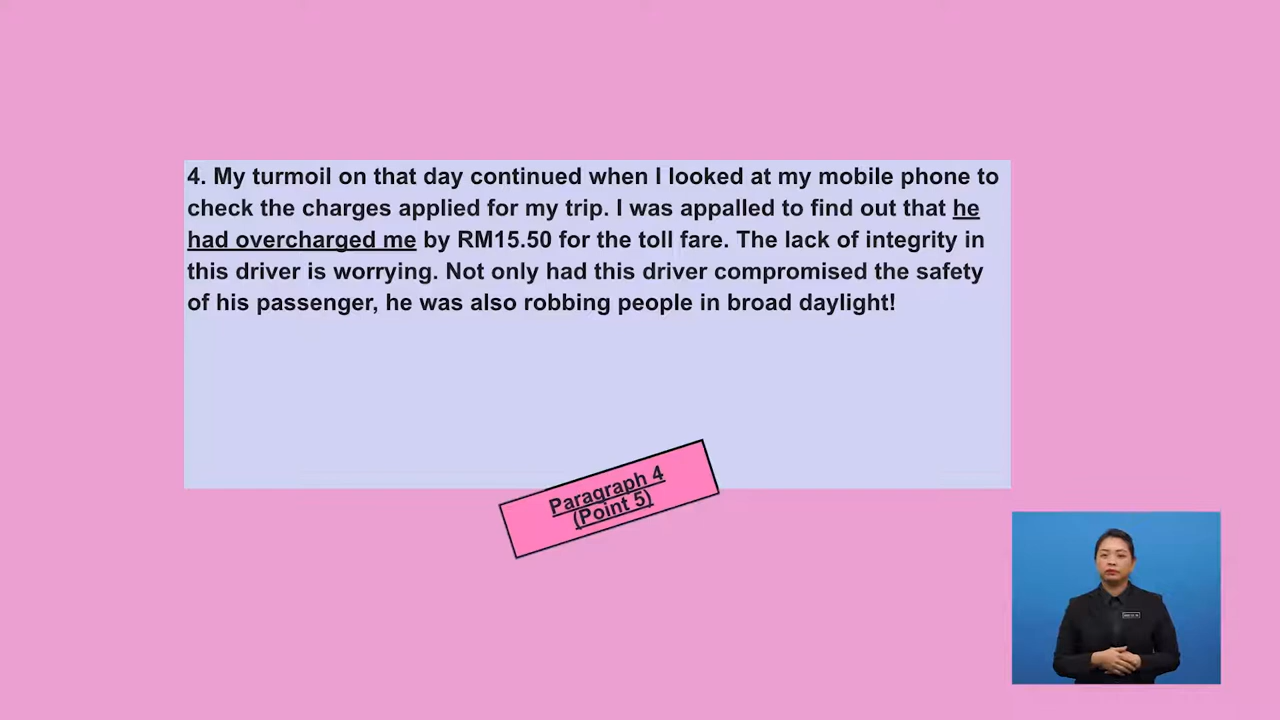 4. My turmoil on that day continued when I looked at my mobile phone to
check the charges applied for my trip. I was appalled to find out that he
had overcharged me by RM15.50 for the toll fare. The lack of integrity in
this driver is worrying. Not only had this driver compromised the safety
of his passenger, he was also robbing people in broad daylight!
Paragraph 4
(Point 5)